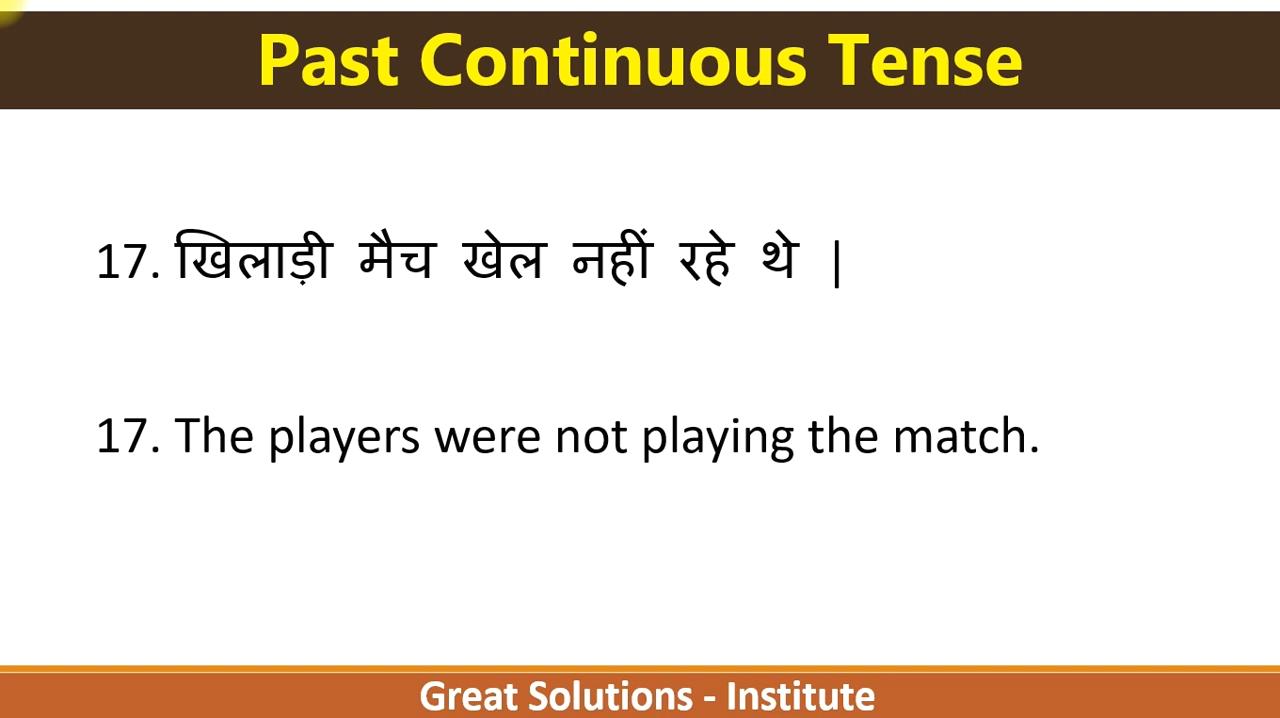 Past Continuous Tense
17. खिलाड़ी मैच खेल नहीं रहे थे |
17. The players were not playing the match.
Great Solutions - Institute